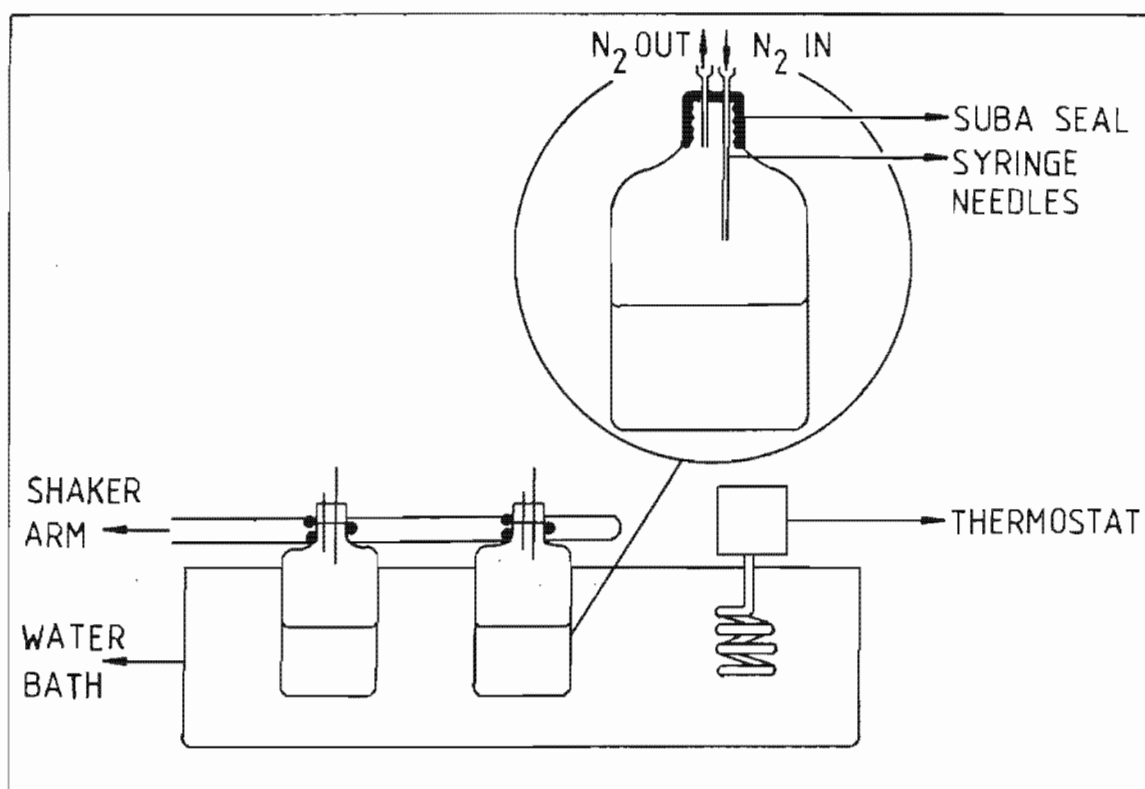 N2 OUT
N2 IN
SUBA SEAL
SYRINGE
NEEDLES
SHAKER
ARM
THERMOSTAT
WATER
BATH